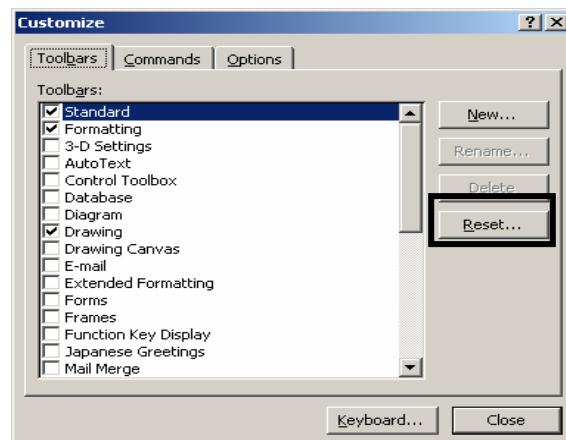 Customize
Toolbars Commands Options
Toolbars:
Standard
Formatting
3-D Settings
AutoText
Control Toolbox
Database
Diagram
Drawing
Drawing Canvas
E-mail
Extended Formatting
Forms
Frames
Function Key Display
Japanese Greetings
Mail Merge
New...
Rename...
Delete
Reset...
Keyboard... Close